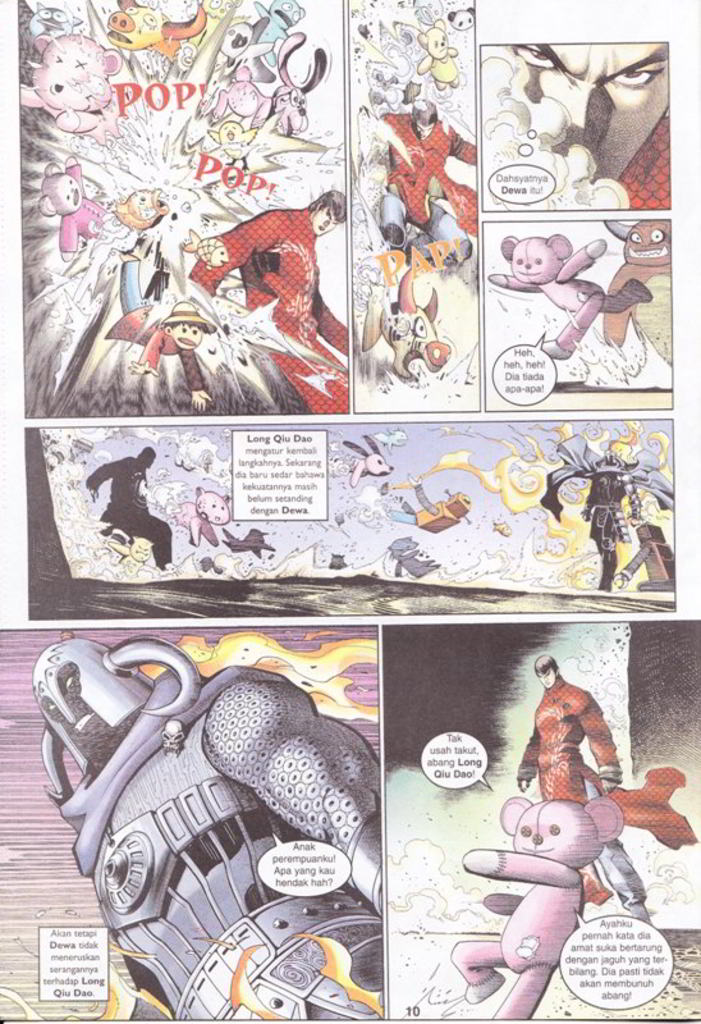 POP!
POP!
PAP!
Dahsyatnya
Dewa itu!
Heh,
heh, heh!
Dia tiada
apa-apa!
Long Qiu Dao
mengatur kembali
langkahnya. Sekarang
dia baru sedar bahawa
kekuatannya masih
belum setanding
dengan Dewa.
Anak
perempuanku!
Apa yang kau
hendak hah?
Akan tetapi
Dewa tidak
meneruskan
serangannya
terhadap Long
Qiu Dao.
Tak
usah takut,
abang Long
Qiu Dao!
Ayahku
pernah kata dia
amat suka bertarung
dengan jaguh yang ter-
bilang. Dia pasti tidak
akan membunuh
abang!
10